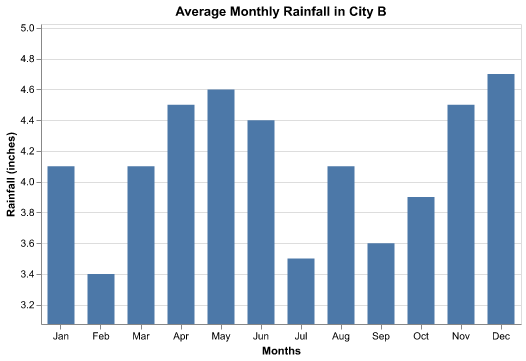 Average Monthly Rainfall in City B
5.0
4.8
4.6
4.4
4.2
4.0
3.8
3.6
3.4
3.2
Rainfall (inches)
Jan Feb Mar Apr May Jun Jul Aug Sep Oct Nov Dec
Months